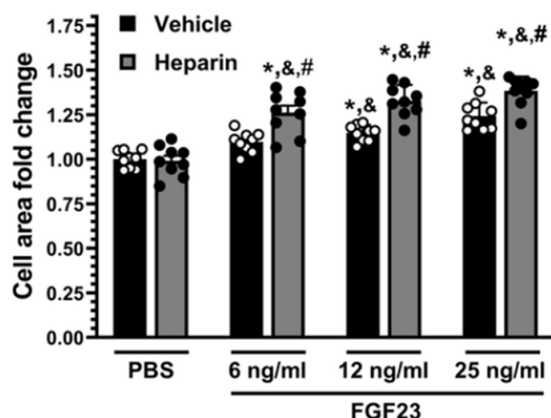 Cell area fold change
1.75
1.50
1.25
1.00
0.75
0.50
0.25
0.00
Vehicle
Heparin
*,&,#
*,&
*,&,#
*,&
*,&,#
PBS
6 ng/ml
12 ng/ml
25 ng/ml
FGF23